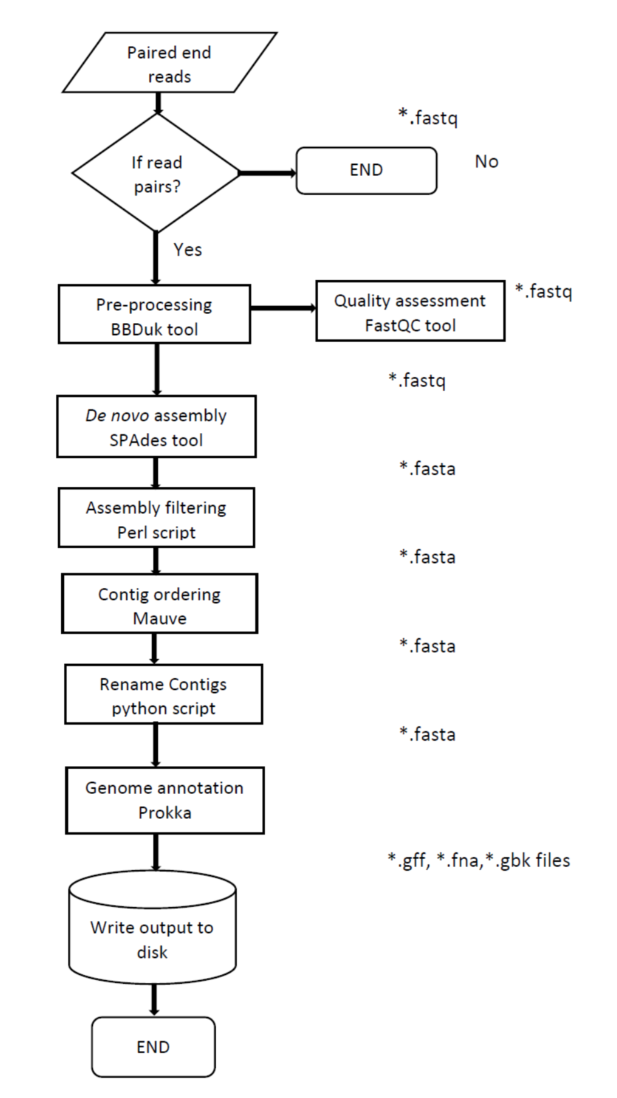 Paired end
reads
*.fastq
If read
pairs?
END
No
Yes
Pre-processing
BBDuk tool
Quality assessment
FastQC tool
*.fastq
*.fastq
De novo assembly
SPAdes tool
*.fasta
Assembly filtering
Perl script
*.fasta
Contig ordering
Mauve
*.fasta
Rename Contigs
python script
*.fasta
Genome annotation
Prokka
*.gff, *.fna,*.gbk files
Write output to
disk
END